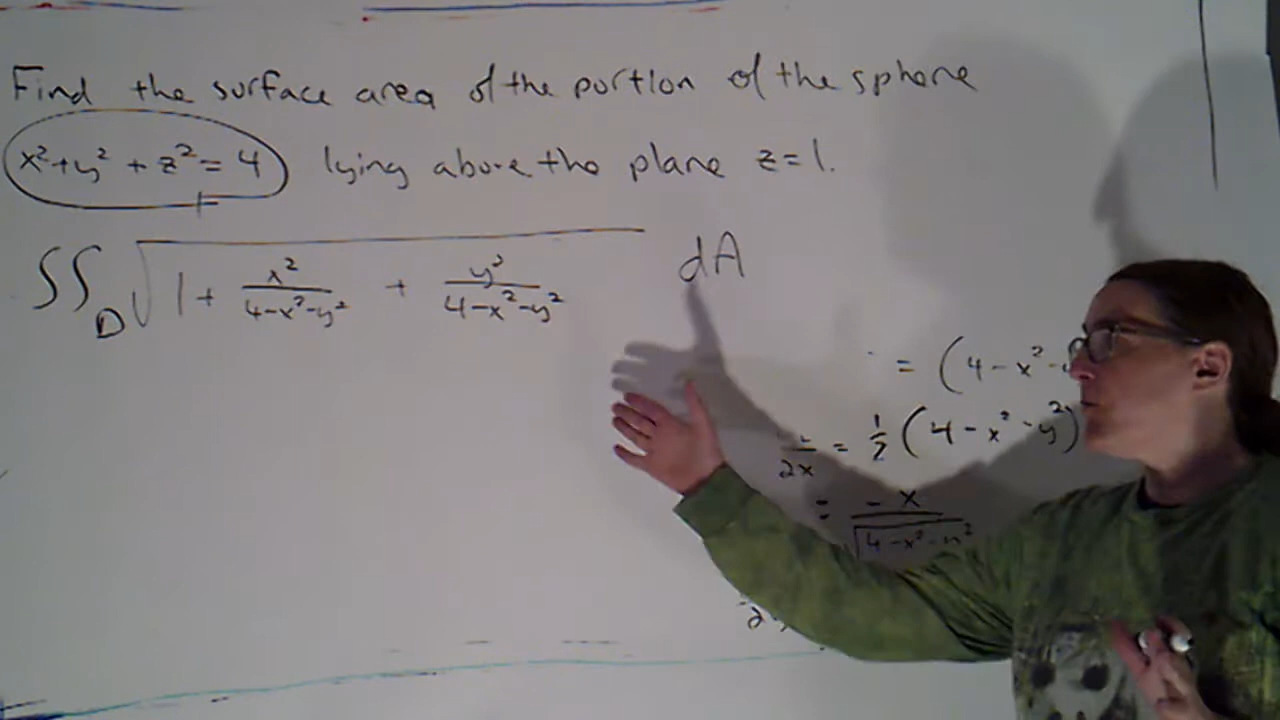 Find the surface area of the portion of the sphere
x²+y²+z²=4 lying above the plane z=1.
∫∫_D √(1 + x²/(4-x²-y²) + y²/(4-x²-y²)) dA
= (4-x²-
/2x = 1/2 (4-x²-y²)
= -x/√(4-x²-y²